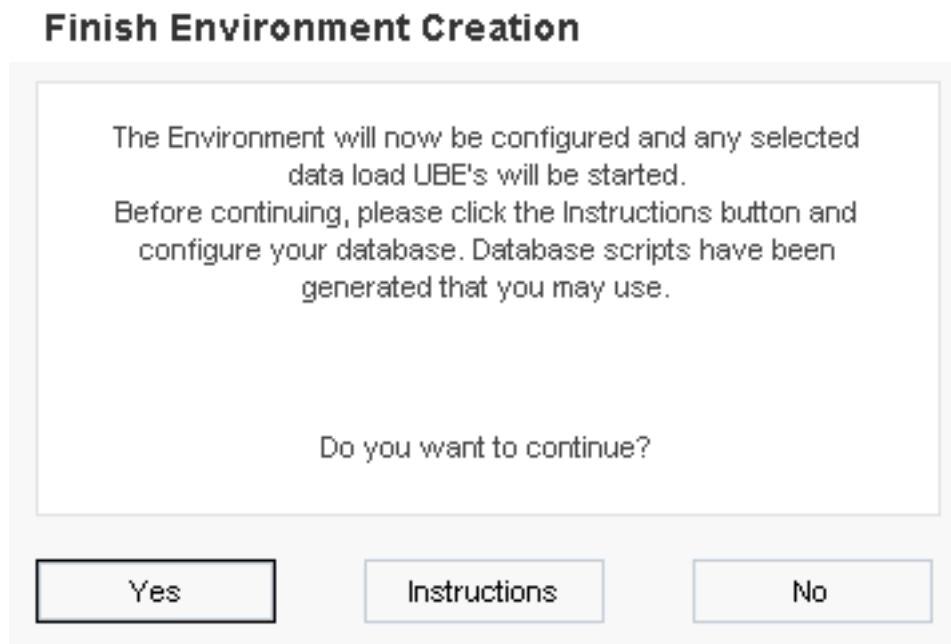 Finish Environment Creation
The Environment will now be configured and any selected
data load UBE's will be started.
Before continuing, please click the Instructions button and
configure your database. Database scripts have been
generated that you may use.
Do you want to continue?
Yes
Instructions
No